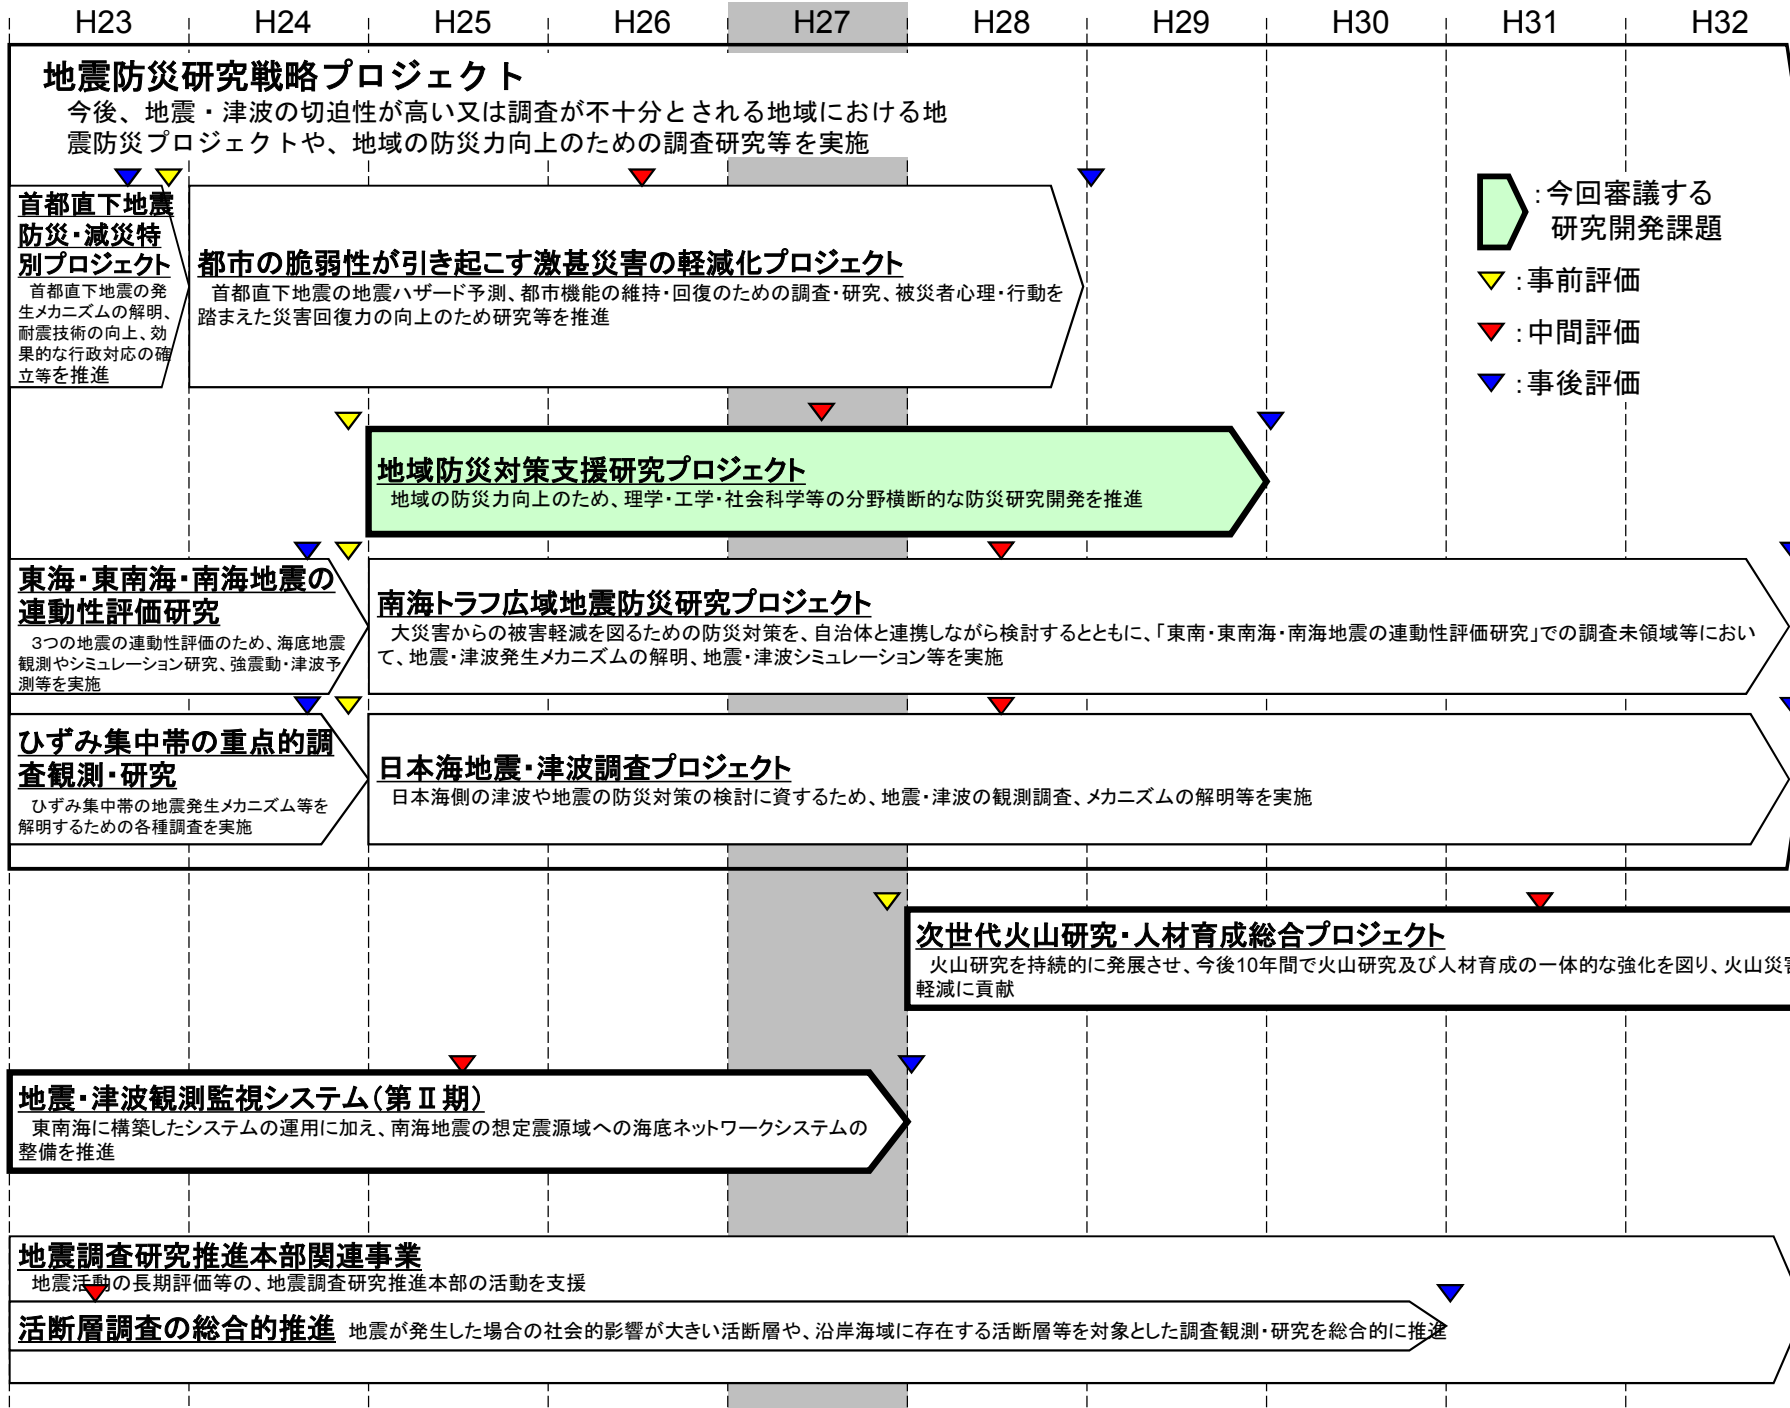 H23 H24 H25 H26 H27 H28 H29 H30 H31 H32
地震防災研究戦略プロジェクト
今後、地震・津波の切迫性が高い又は調査が不十分とされる地域における地
震防災プロジェクトや、地域の防災力向上のための調査研究等を実施
首都直下地震
防災・減災特
別プロジェクト
首都直下地震の発
生メカニズムの解明、
耐震技術の向上、効
果的な行政対応の確
立等を推進
都市の脆弱性が引き起こす激甚災害の軽減化プロジェクト
首都直下地震の地震ハザード予測、都市機能の維持・回復のための調査・研究、被災者心理・行動を
踏まえた災害回復力の向上のため研究等を推進
：今回審議する
研究開発課題
：事前評価
：中間評価
：事後評価
地域防災対策支援研究プロジェクト
地域の防災力向上のため、理学・工学・社会科学等の分野横断的な防災研究開発を推進
東海・東南海・南海地震の
連動性評価研究
3つの地震の連動性評価のため、海底地震
観測やシミュレーション研究、強震動・津波予
測等を実施
南海トラフ広域地震防災研究プロジェクト
大災害からの被害軽減を図るための防災対策を、自治体と連携しながら検討するとともに、「東南・東南海・南海地震の連動性評価研究」での調査未領域等におい
て、地震・津波発生メカニズムの解明、地震・津波シミュレーション等を実施
ひずみ集中帯の重点的調
査観測・研究
ひずみ集中帯の地震発生メカニズム等を
解明するための各種調査を実施
日本海地震・津波調査プロジェクト
日本海側の津波や地震の防災対策の検討に資するため、地震・津波の観測調査、メカニズムの解明等を実施
次世代火山研究・人材育成総合プロジェクト
火山研究を持続的に発展させ、今後10年間で火山研究及び人材育成の一体的な強化を図り、火山災害
軽減に貢献
地震・津波観測監視システム（第Ⅱ期）
東南海に構築したシステムの運用に加え、南海地震の想定震源域への海底ネットワークシステムの
整備を推進
地震調査研究推進本部関連事業
地震活動の長期評価等の、地震調査研究推進本部の活動を支援
活断層調査の総合的推進 地震が発生した場合の社会的影響が大きい活断層や、沿岸海域に存在する活断層等を対象とした調査観測・研究を総合的に推進